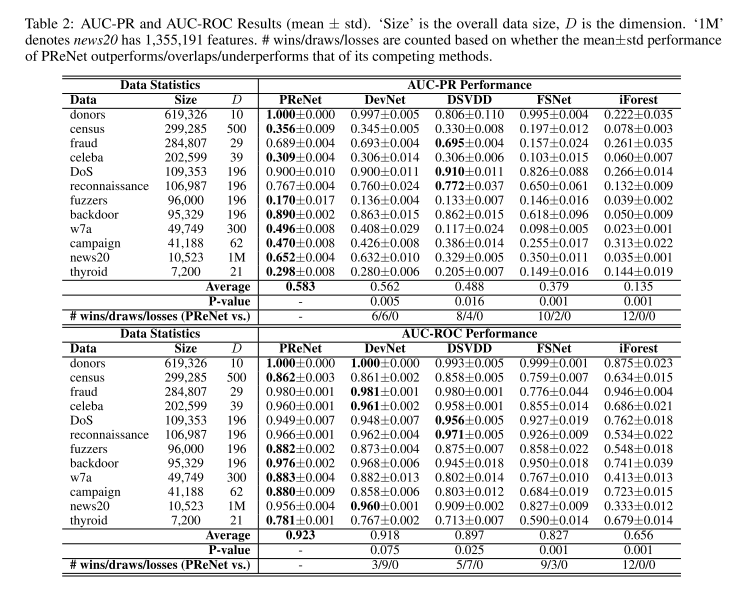 Table 2: AUC-PR and AUC-ROC Results (mean ± std). ‘Size’ is the overall data size, D is the dimension. ‘1M’
denotes news20 has 1,355,191 features. # wins/draws/losses are counted based on whether the mean±std performance
of PReNet outperforms/overlaps/underperforms that of its competing methods.
Data Statistics AUC-PR Performance
Data Size D PReNet DevNet DSVDD FSNet iForest
donors 619,326 10 1.000±0.000 0.997±0.005 0.806±0.110 0.995±0.004 0.222±0.035
census 299,285 500 0.356±0.009 0.345±0.005 0.330±0.008 0.197±0.012 0.078±0.003
fraud 284,807 29 0.689±0.004 0.693±0.004 0.695±0.004 0.157±0.024 0.261±0.035
celeba 202,599 39 0.309±0.004 0.306±0.014 0.306±0.006 0.103±0.015 0.060±0.007
DoS 109,353 196 0.900±0.010 0.900±0.011 0.910±0.011 0.826±0.088 0.266±0.014
reconnaissance 106,987 196 0.767±0.004 0.760±0.024 0.772±0.037 0.650±0.061 0.132±0.009
fuzzers 96,000 196 0.170±0.017 0.136±0.004 0.133±0.007 0.146±0.016 0.039±0.002
backdoor 95,329 196 0.890±0.002 0.863±0.015 0.862±0.015 0.618±0.096 0.050±0.009
w7a 49,749 300 0.496±0.008 0.408±0.029 0.117±0.024 0.098±0.005 0.023±0.001
campaign 41,188 62 0.470±0.008 0.426±0.008 0.386±0.014 0.255±0.017 0.313±0.022
news20 10,523 1M 0.652±0.004 0.632±0.010 0.329±0.005 0.350±0.011 0.035±0.001
thyroid 7,200 21 0.298±0.008 0.280±0.006 0.205±0.007 0.149±0.016 0.144±0.019
Average 0.583 0.562 0.488 0.379 0.135
P-value - 0.005 0.016 0.001 0.001
# wins/draws/losses (PReNet vs.) - 6/6/0 8/4/0 10/2/0 12/0/0
Data Statistics AUC-ROC Performance
Data Size D PReNet DevNet DSVDD FSNet iForest
donors 619,326 10 1.000±0.000 1.000±0.000 0.993±0.005 0.999±0.001 0.875±0.023
census 299,285 500 0.862±0.003 0.861±0.002 0.858±0.005 0.759±0.007 0.634±0.015
fraud 284,807 29 0.980±0.001 0.981±0.001 0.980±0.001 0.776±0.044 0.946±0.004
celeba 202,599 39 0.960±0.001 0.961±0.002 0.958±0.001 0.855±0.014 0.686±0.021
DoS 109,353 196 0.949±0.007 0.948±0.007 0.956±0.005 0.927±0.019 0.762±0.018
reconnaissance 106,987 196 0.966±0.001 0.962±0.004 0.971±0.005 0.926±0.009 0.534±0.022
fuzzers 96,000 196 0.882±0.002 0.873±0.004 0.875±0.007 0.858±0.022 0.548±0.018
backdoor 95,329 196 0.976±0.002 0.968±0.006 0.945±0.018 0.950±0.018 0.741±0.039
w7a 49,749 300 0.883±0.004 0.882±0.013 0.802±0.014 0.767±0.010 0.413±0.013
campaign 41,188 62 0.880±0.009 0.858±0.006 0.803±0.012 0.684±0.019 0.723±0.015
news20 10,523 1M 0.956±0.004 0.960±0.001 0.909±0.002 0.827±0.009 0.333±0.012
thyroid 7,200 21 0.781±0.001 0.767±0.002 0.713±0.007 0.590±0.014 0.679±0.014
Average 0.923 0.918 0.897 0.827 0.656
P-value - 0.075 0.025 0.001 0.001
# wins/draws/losses (PReNet vs.) - 3/9/0 5/7/0 9/3/0 12/0/0